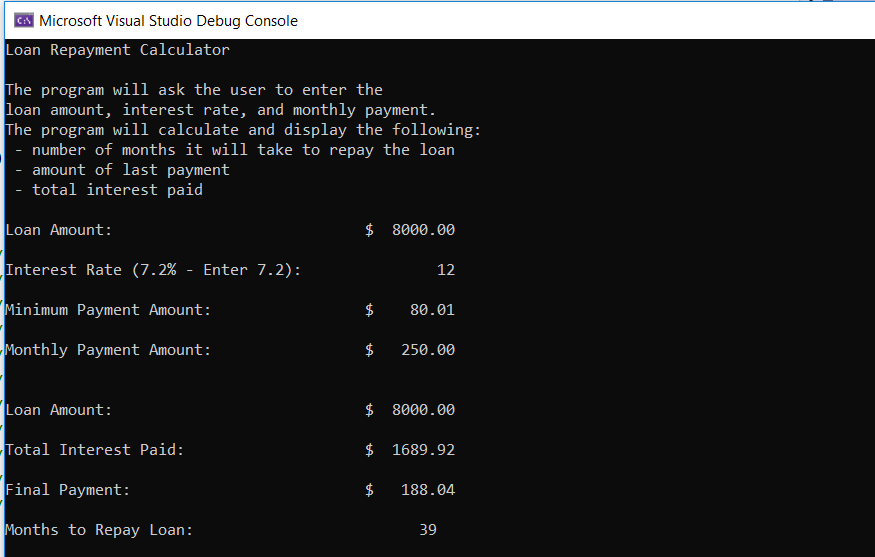 Microsoft Visual Studio Debug Console
Loan Repayment Calculator
The program will ask the user to enter the
loan amount, interest rate, and monthly payment.
The program will calculate and display the following:
- number of months it will take to repay the loan
- amount of last payment
- total interest paid
Loan Amount: $ 8000.00
Interest Rate (7.2% - Enter 7.2): 12
Minimum Payment Amount: $ 80.01
Monthly Payment Amount: $ 250.00
Loan Amount: $ 8000.00
Total Interest Paid: $ 1689.92
Final Payment: $ 188.04
Months to Repay Loan: 39